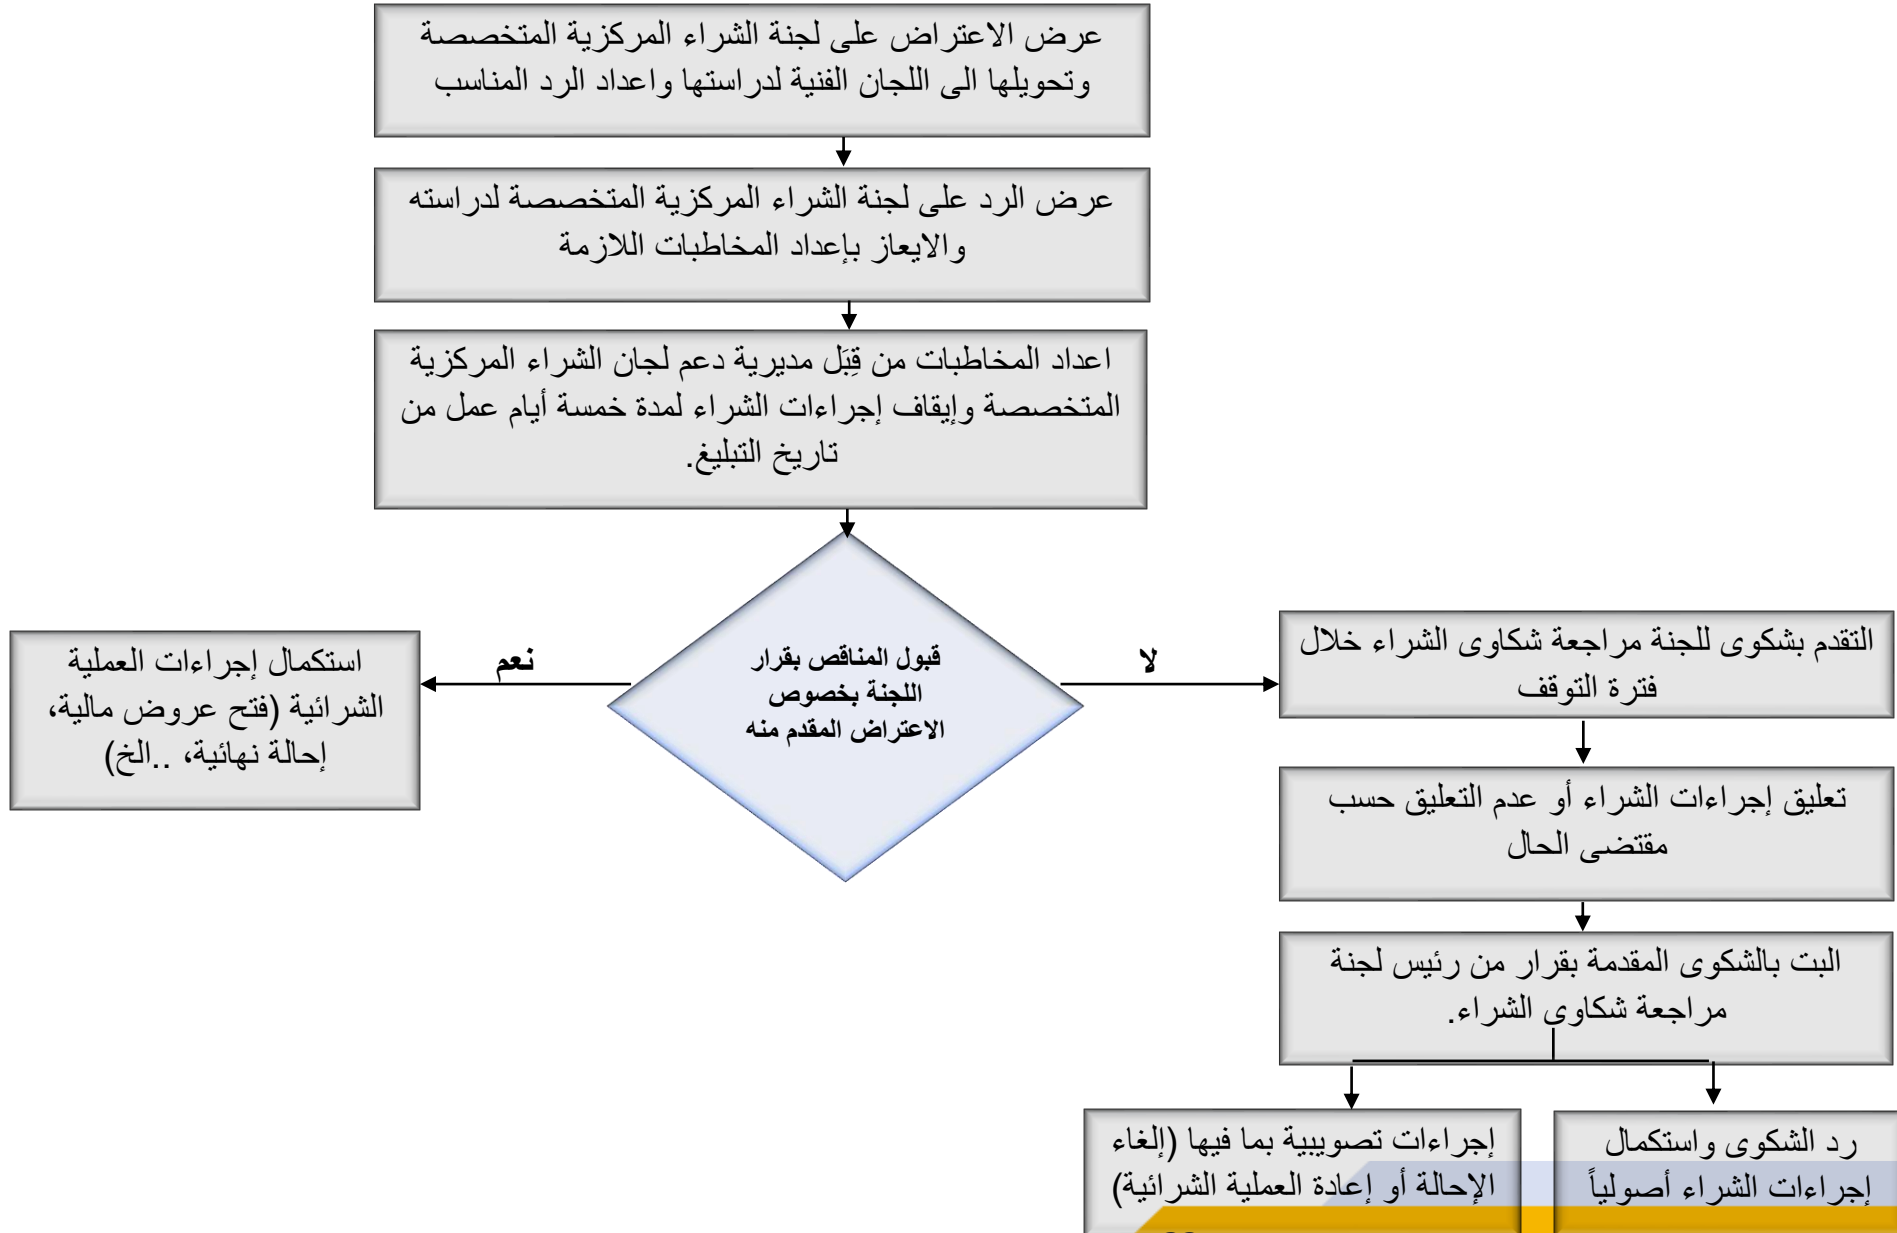 عرض الاعتراض على لجنة الشراء المركزية المتخصصة
وتحويلها الى اللجان الفنية لدراستها واعداد الرد المناسب
عرض الرد على لجنة الشراء المركزية المتخصصة لدراسته
والايعاز بإعداد المخاطبات اللازمة
اعداد المخاطبات من قِبَل مديرية دعم لجان الشراء المركزية
المتخصصة وإيقاف إجراءات الشراء لمدة خمسة أيام عمل من
تاريخ التبليغ.
قبول المناقص بقرار
اللجنة بخصوص
الاعتراض المقدم منه
لا
نعم
التقدم بشكوى للجنة مراجعة شكاوى الشراء خلال
فترة التوقف
استكمال إجراءات العملية
الشرائية (فتح عروض مالية،
إحالة نهائية، ..الخ)
تعليق إجراءات الشراء أو عدم التعليق حسب
مقتضى الحال
البت بالشكوى المقدمة بقرار من رئيس لجنة
مراجعة شكاوى الشراء.
رد الشكوى واستكمال
إجراءات الشراء أصولياً
إجراءات تصويبية بما فيها (إلغاء
الإحالة أو إعادة العملية الشرائية)